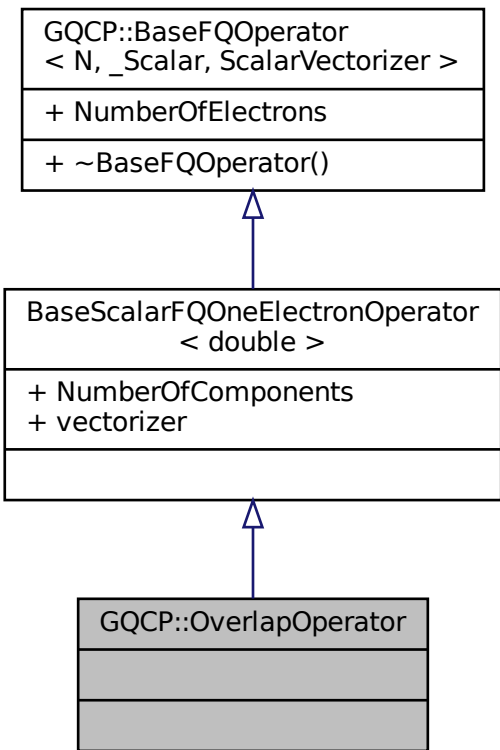 GQCP::BaseFQOperator
< N, _Scalar, ScalarVectorizer >
+ NumberOfElectrons
+ ~BaseFQOperator()
BaseScalarFQOneElectronOperator
< double >
+ NumberOfComponents
+ vectorizer
GQCP::OverlapOperator